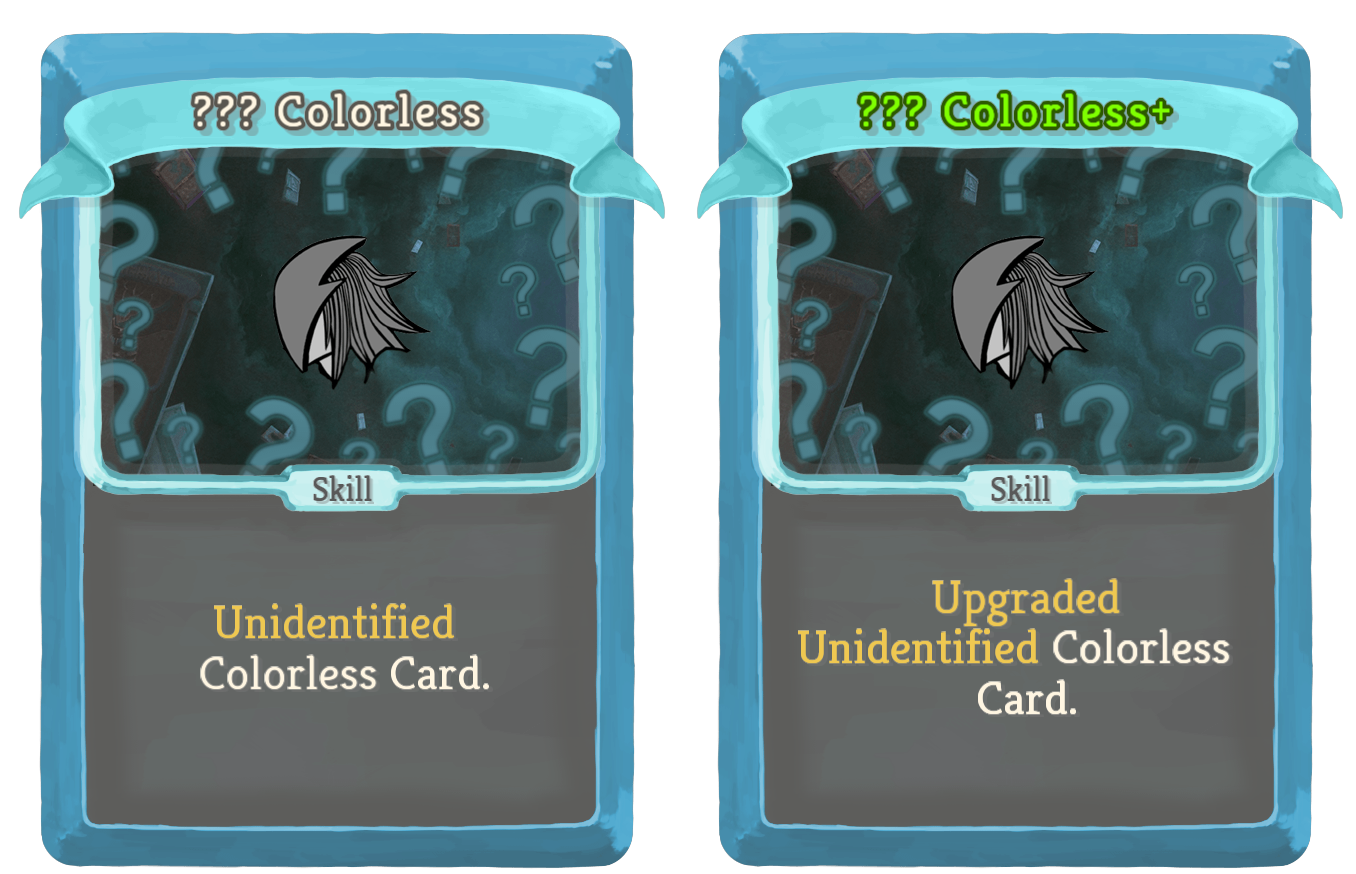 ??? Colorless
Skill
Unidentified
Colorless Card.
??? Colorless+
Skill
Upgraded
Unidentified Colorless
Card.